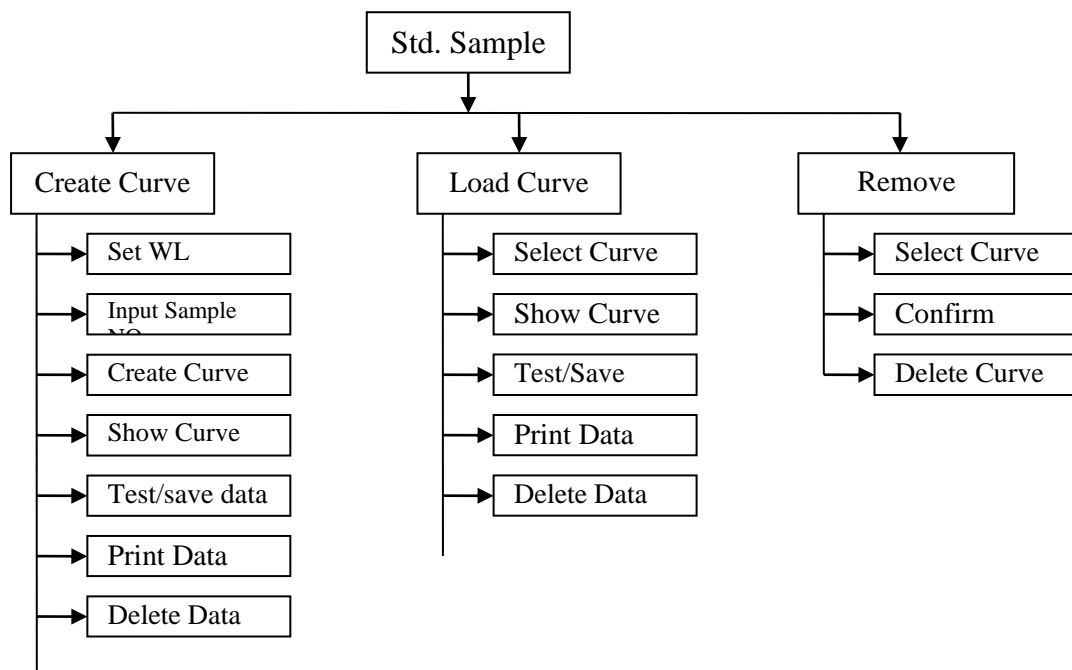 Std. Sample
Create Curve
Load Curve
Remove
Set WL
Input Sample
NO
Create Curve
Show Curve
Test/save data
Print Data
Delete Data
Select Curve
Show Curve
Test/Save
Print Data
Delete Data
Select Curve
Confirm
Delete Curve